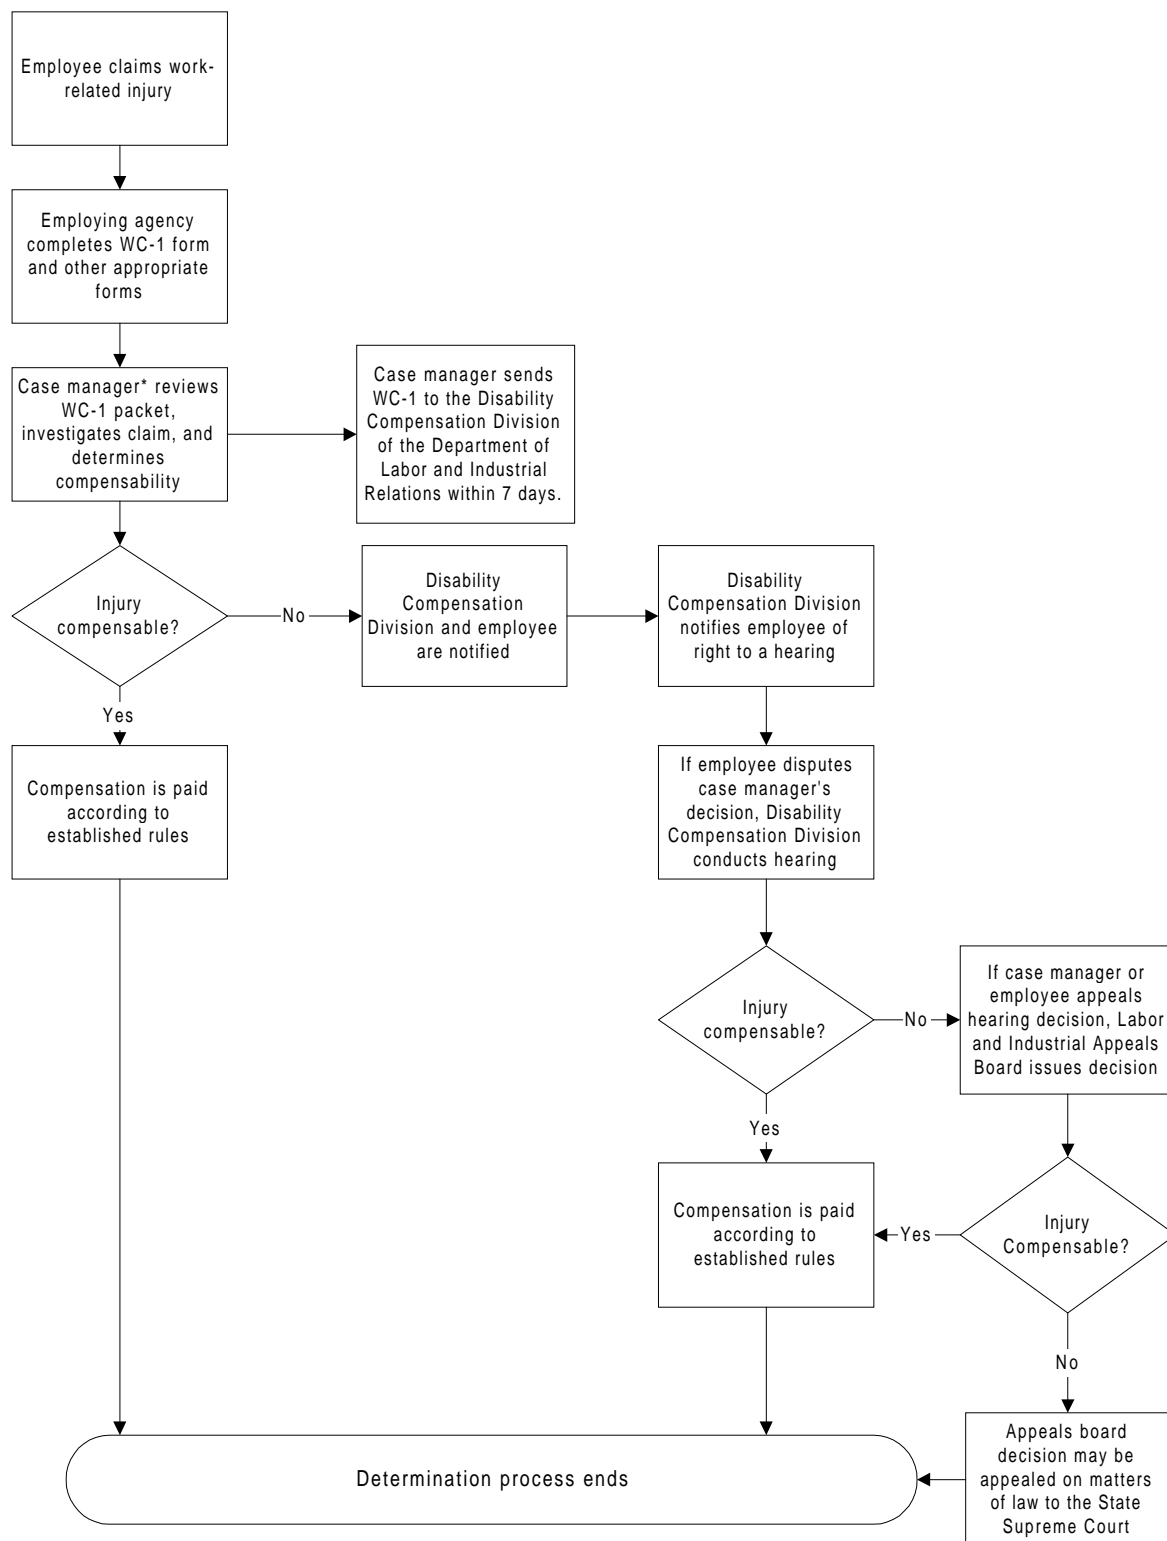 Employee claims work-
related injury
Employing agency
completes WC-1 form
and other appropriate
forms
Case manager* reviews
WC-1 packet,
investigates claim, and
determines
compensability
Case manager sends
WC-1 to the Disability
Compensation Division
of the Department of
Labor and Industrial
Relations within 7 days.
Injury
compensable?
No
Disability
Compensation
Division and employee
are notified
Disability
Compensation Division
notifies employee of
right to a hearing
Yes
Compensation is paid
according to
established rules
If employee disputes
case manager's
decision, Disability
Compensation Division
conducts hearing
Injury
compensable?
No
If case manager or
employee appeals
hearing decision, Labor
and Industrial Appeals
Board issues decision
Yes
Compensation is paid
according to
established rules
Yes
Injury
Compensable?
No
Appeals board
decision may be
appealed on matters
of law to the State
Supreme Court
Determination process ends